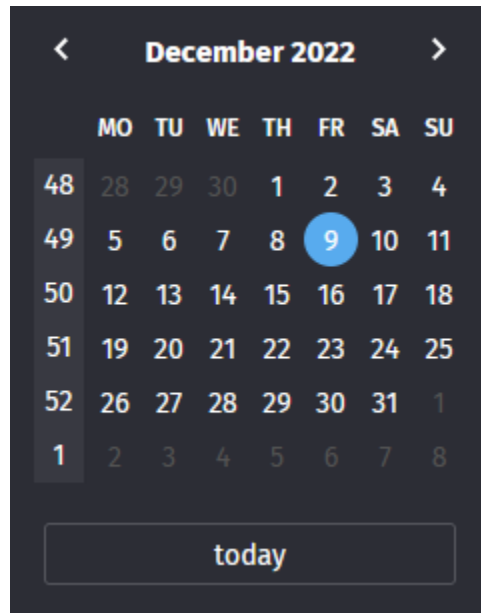 < December 2022 >
MO TU WE TH FR SA SU
48 28 29 30 1 2 3 4
49 5 6 7 8 9 10 11
50 12 13 14 15 16 17 18
51 19 20 21 22 23 24 25
52 26 27 28 29 30 31 1
1 2 3 4 5 6 7 8
today